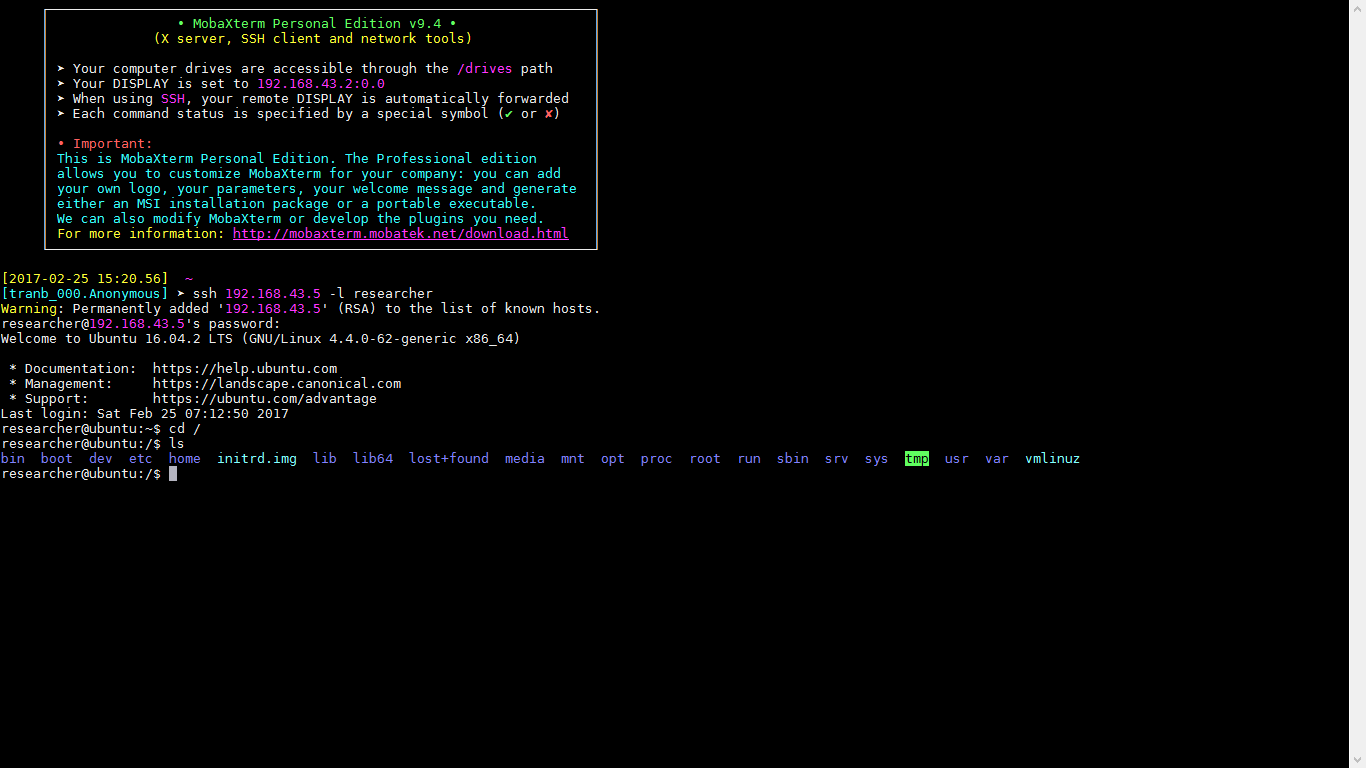 • MobaXterm Personal Edition v9.4 •
(X server, SSH client and network tools)
➤ Your computer drives are accessible through the /drives path
➤ Your DISPLAY is set to 192.168.43.2:0.0
➤ When using SSH, your remote DISPLAY is automatically forwarded
➤ Each command status is specified by a special symbol (✔ or ✘)
• Important:
This is MobaXterm Personal Edition. The Professional edition
allows you to customize MobaXterm for your company: you can add
your own logo, your parameters, your welcome message and generate
either an MSI installation package or a portable executable.
We can also modify MobaXterm or develop the plugins you need.
For more information: http://mobaxterm.mobatek.net/download.html
[2017-02-25 15:20.56]  ~
[tranb_000.Anonymous] ➤ ssh 192.168.43.5 -l researcher
Warning: Permanently added '192.168.43.5' (RSA) to the list of known hosts.
researcher@192.168.43.5's password:
Welcome to Ubuntu 16.04.2 LTS (GNU/Linux 4.4.0-62-generic x86_64)
* Documentation:  https://help.ubuntu.com
* Management:     https://landscape.canonical.com
* Support:        https://ubuntu.com/advantage
Last login: Sat Feb 25 07:12:50 2017
researcher@ubuntu:~$ cd /
researcher@ubuntu:/$ ls
bin  boot  dev  etc  home  initrd.img  lib  lib64  lost+found  media  mnt  opt  proc  root  run  sbin  srv  sys  tmp  usr  var  vmlinuz
researcher@ubuntu:/$